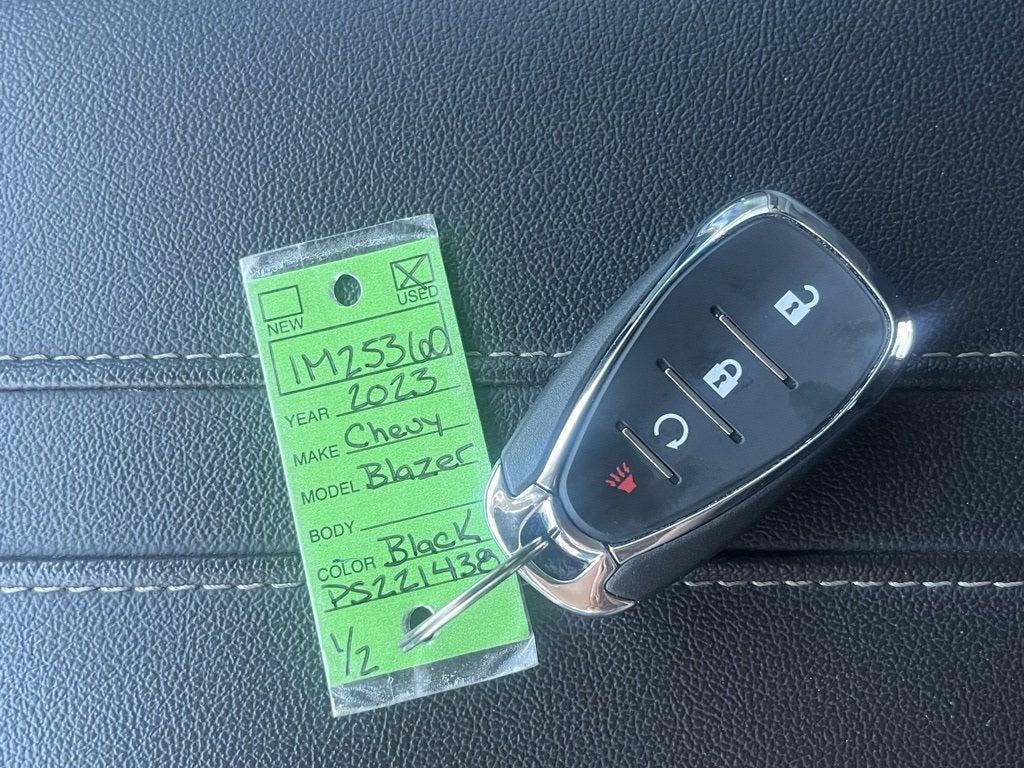 NEW USED
1M253600
YEAR 2023
MAKE Chevy
MODEL Blazer
BODY
COLOR Black
PS221438
1/2